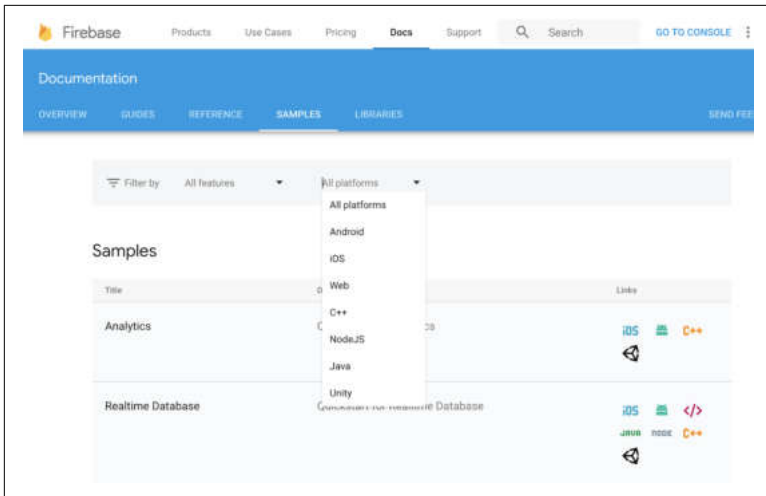 Firebase Products Use Cases Pricing Docs Support Search GO TO CONSOLE
Documentation
OVERVIEW GUIDES REFERENCE SAMPLES LIBRARIES SEND FEE
Filter by All features All platforms
All platforms
Android
Samples
iOS
Title Web Links
C++
Analytics iOS C++
NodeJS
Java
Unity
Realtime Database Quickstart for Realtime Database iOS </>
JAVA NODE C++